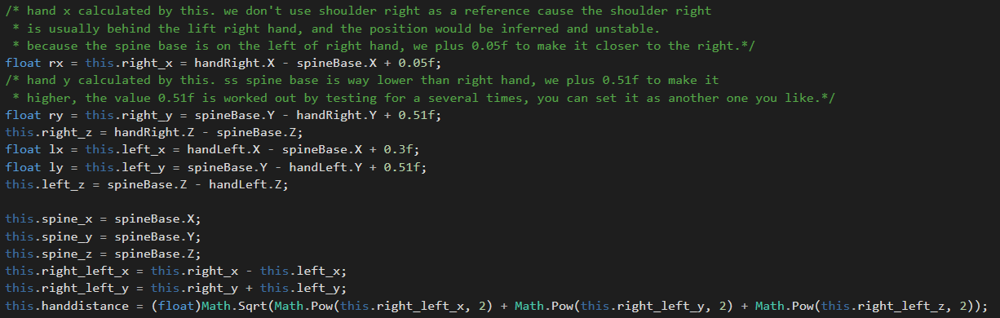 /* hand x calculated by this. we don't use shoulder right as a reference cause the shoulder right
* is usually behind the lift right hand, and the position would be inferred and unstable.
* because the spine base is on the left of right hand, we plus 0.05f to make it closer to the right.*/
float rx = this.right_x = handRight.X - spineBase.X + 0.05f;
/* hand y calculated by this. ss spine base is way lower than right hand, we plus 0.51f to make it
* higher, the value 0.51f is worked out by testing for a several times, you can set it as another one you like.*/
float ry = this.right_y = spineBase.Y - handRight.Y + 0.51f;
this.right_z = handRight.Z - spineBase.Z;
float lx = this.left_x = handLeft.X - spineBase.X + 0.3f;
float ly = this.left_y = spineBase.Y - handLeft.Y + 0.51f;
this.left_z = spineBase.Z - handLeft.Z;
this.spine_x = spineBase.X;
this.spine_y = spineBase.Y;
this.spine_z = spineBase.Z;
this.right_left_x = this.right_x - this.left_x;
this.right_left_y = this.right_y + this.left_y;
this.handdistance = (float)Math.Sqrt(Math.Pow(this.right_left_x, 2) + Math.Pow(this.right_left_y, 2) + Math.Pow(this.right_left_z, 2));